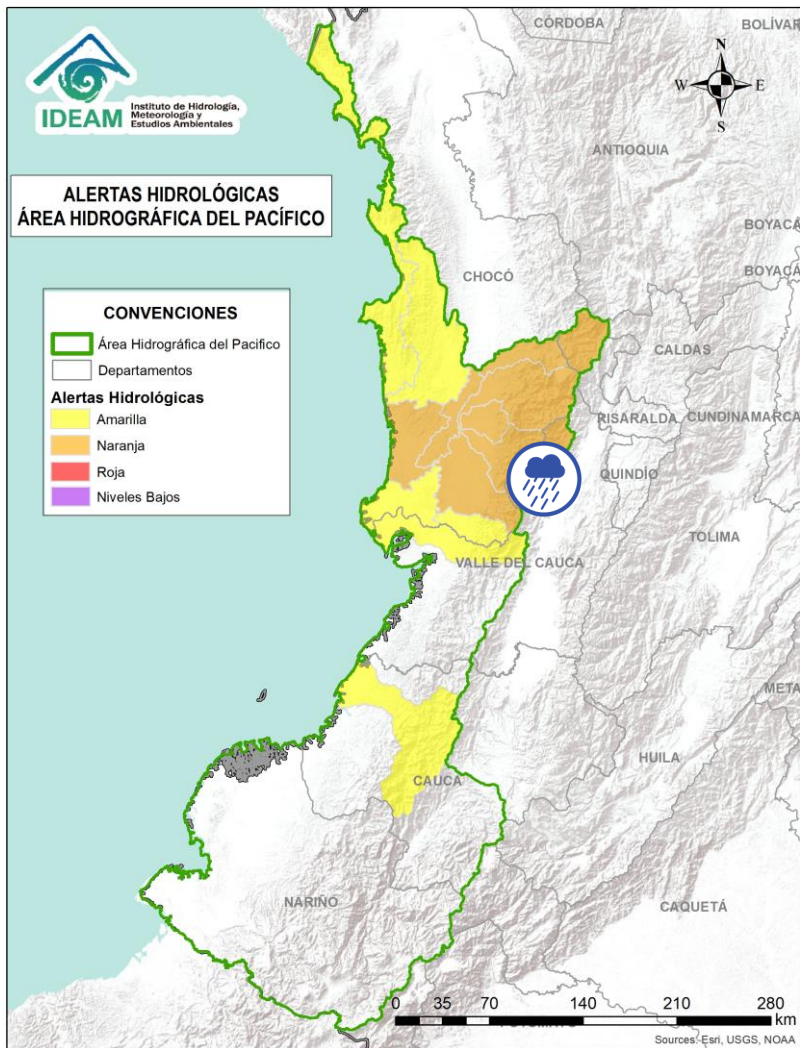 CÓRDOBA
BOLÍVAR
N
W
E
S
IDEAM
Instituto de Hidrología,
Meteorología y
Estudios Ambientales
ANTIOQUIA
ALERTAS HIDROLÓGICAS
ÁREA HIDROGRÁFICA DEL PACÍFICO
BOYACÁ
BOYACÁ
CHOCÓ
CONVENCIONES
Área Hidrográfica del Pacifico
Departamentos
Alertas Hidrológicas
Amarilla
Naranja
Roja
Niveles Bajos
CALDAS
RISARALDA
CUNDINAMARCA
QUINDÍO
TOLIMA
VALLE DEL CAUCA
META
HUILA
CAUCA
NARIÑO
CAQUETÁ
0 35 70 140 210 280
km
Sources: Esri, USGS, NOAA